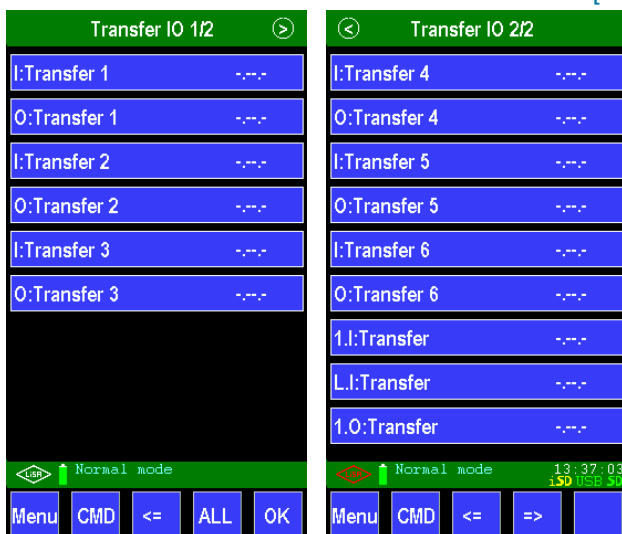 Transfer IO 1/2 >
I:Transfer 1 -.--.-
O:Transfer 1 -.--.-
I:Transfer 2 -.--.-
O:Transfer 2 -.--.-
I:Transfer 3 -.--.-
O:Transfer 3 -.--.-
LiSA Normal mode
Menu CMD <= ALL OK
< Transfer IO 2/2
I:Transfer 4 -.--.-
O:Transfer 4 -.--.-
I:Transfer 5 -.--.-
O:Transfer 5 -.--.-
I:Transfer 6 -.--.-
O:Transfer 6 -.--.-
1.I:Transfer -.--.-
L.I:Transfer -.--.-
1.O:Transfer -.--.-
Normal mode 13:37:03
iSD USB SD
Menu CMD <= =>